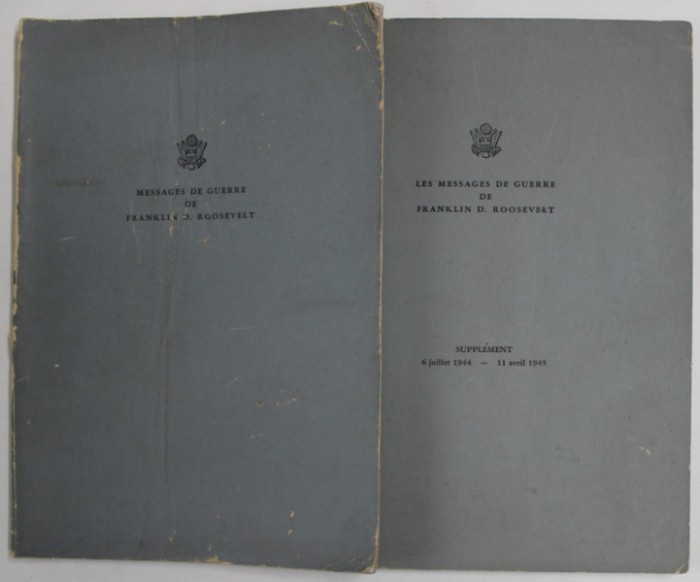 MESSAGES DE GUERRE
DE
FRANKLIN D. ROOSEVELT
LES MESSAGES DE GUERRE
DE
FRANKLIN D. ROOSEVELT
SUPPLÉMENT
6 juillet 1944 — 11 avril 1945